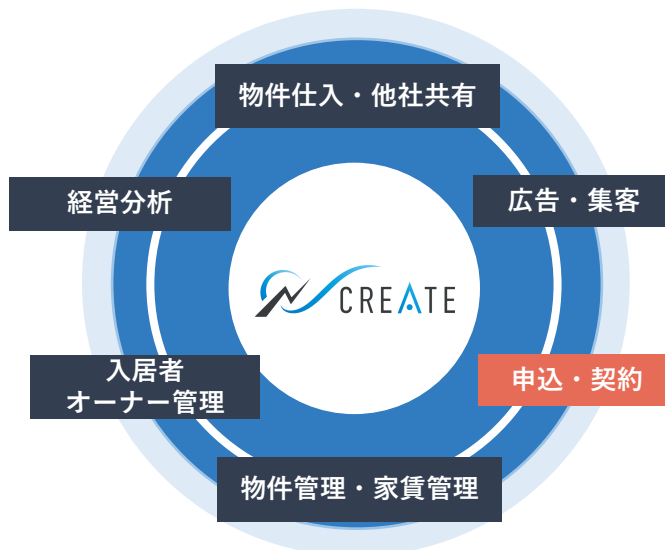 物件仕入・他社共有
経営分析
広告・集客
CREATE
入居者
オーナー管理
申込・契約
物件管理・家賃管理